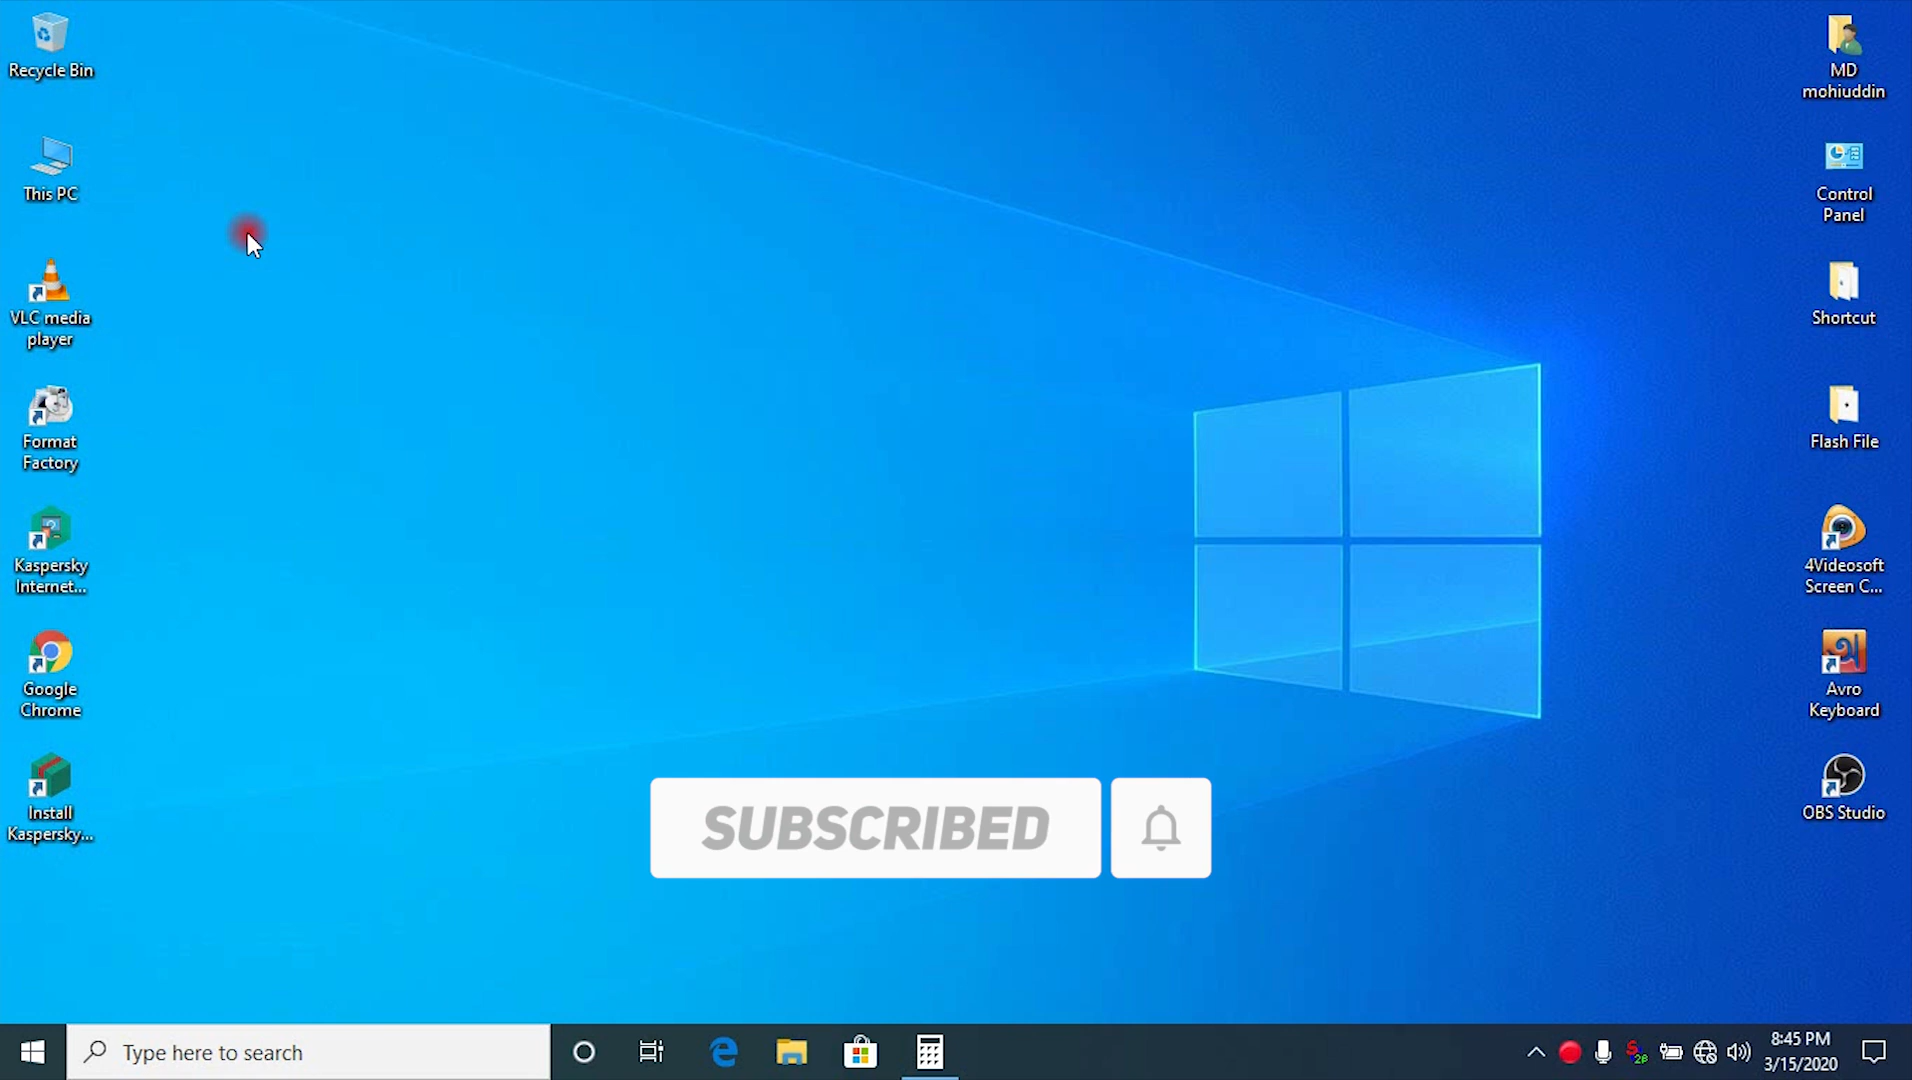 Recycle Bin
This PC
VLC media
player
Format
Factory
Kaspersky
Internet...
Google
Chrome
Install
Kaspersky...
MD
mohiuddin
Control
Panel
Shortcut
Flash File
4Videosoft
Screen C...
অ
Avro
Keyboard
OBS Studio
SUBSCRIBED
Type here to search
8:45 PM
3/15/2020